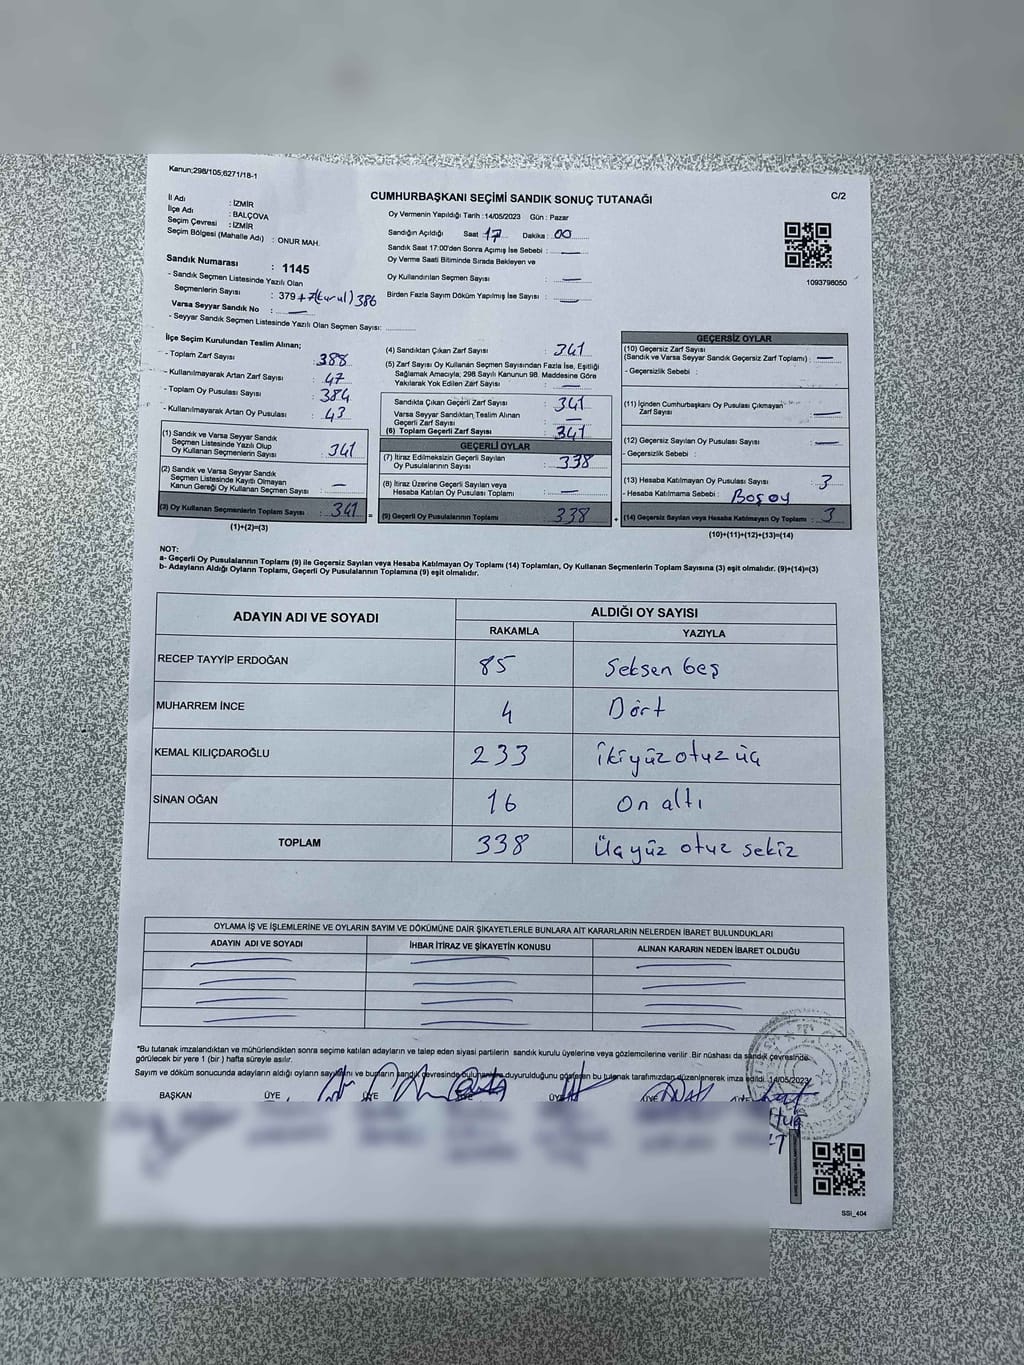 Kanun;298/105;6271/18-1
CUMHURBAŞKANI SEÇİMİ SANDIK SONUÇ TUTANAĞI
C/2
İl Adı : İZMİR
İlçe Adı : BALÇOVA
Seçim Çevresi : İZMİR
Seçim Bölgesi (Mahalle Adı) : ONUR MAH.
Oy Vermenin Yapıldığı Tarih :14/05/2023 Gün : Pazar
Sandığın Açıldığı Saat 17 Dakika : 00
Sandık Saat 17:00'den Sonra Açılmış İse Sebebi :
Oy Verme Saati Bitiminde Sırada Bekleyen ve
Oy Kullandırılan Seçmen Sayısı :
Birden Fazla Sayım Döküm Yapılmış İse Sayısı :
1093798050
Sandık Numarası : 1145
- Sandık Seçmen Listesinde Yazılı Olan
Seçmenlerin Sayısı : 379 +7(kurul) 386
Varsa Seyyar Sandık No :
- Seyyar Sandık Seçmen Listesinde Yazılı Olan Seçmen Sayısı:
İlçe Seçim Kurulundan Teslim Alınan;
- Toplam Zarf Sayısı : 388
- Kullanılmayarak Artan Zarf Sayısı : 47
- Toplam Oy Pusulası Sayısı : 384
- Kullanılmayarak Artan Oy Pusulası : 43
(1) Sandık ve Varsa Seyyar Sandık
Seçmen Listesinde Yazılı Olup
Oy Kullanan Seçmenlerin Sayısı : 341
(2) Sandık ve Varsa Seyyar Sandık
Seçmen Listesinde Kayıtlı Olmayan
Kanun Gereği Oy Kullanan Seçmen Sayısı : —
(3) Oy Kullanan Seçmenlerin Toplam Sayısı : 341 =
(1)+(2)=(3)
(4) Sandıktan Çıkan Zarf Sayısı : 341
(5) Zarf Sayısı Oy Kullanan Seçmen Sayısından Fazla İse, Eşitliği
Sağlamak Amacıyla; 298 Sayılı Kanunun 98. Maddesine Göre
Yakılarak Yok Edilen Zarf Sayısı : —
Sandıkta Çıkan Geçerli Zarf Sayısı : 341
Varsa Seyyar Sandıktan Teslim Alınan
Geçerli Zarf Sayısı : —
(6) Toplam Geçerli Zarf Sayısı : 341
GEÇERLİ OYLAR
(7) İtiraz Edilmeksizin Geçerli Sayılan
Oy Pusulalarının Sayısı : 338
(8) İtiraz Üzerine Geçerli Sayılan veya
Hesaba Katılan Oy Pusulası Toplamı : —
(9) Geçerli Oy Pusulalarının Toplamı : 338 +
GEÇERSİZ OYLAR
(10) Geçersiz Zarf Sayısı
(Sandık ve Varsa Seyyar Sandık Geçersiz Zarf Toplamı) : —
- Geçersizlik Sebebi :
(11) İçinden Cumhurbaşkanı Oy Pusulası Çıkmayan
Zarf Sayısı : —
(12) Geçersiz Sayılan Oy Pusulası Sayısı : —
- Geçersizlik Sebebi :
(13) Hesaba Katılmayan Oy Pusulası Sayısı : 3
- Hesaba Katılmama Sebebi : Boşoy
(14) Geçersiz Sayılan veya Hesaba Katılmayan Oy Toplamı : 3
(10)+(11)+(12)+(13)=(14)
NOT:
a- Geçerli Oy Pusulalarının Toplamı (9) ile Geçersiz Sayılan veya Hesaba Katılmayan Oy Toplamı (14) Toplamları, Oy Kullanan Seçmenlerin Toplam Sayısına (3) eşit olmalıdır. (9)+(14)=(3)
b- Adayların Aldığı Oyların Toplamı, Geçerli Oy Pusulalarının Toplamına (9) eşit olmalıdır.
ADAYIN ADI VE SOYADI ALDIĞI OY SAYISI
RAKAMLA YAZIYLA
RECEP TAYYİP ERDOĞAN 85 Seksen beş
MUHARREM İNCE 4 Dört
KEMAL KILIÇDAROĞLU 233 ikiyüz otuz üç
SİNAN OĞAN 16 On altı
TOPLAM 338 Üçyüz otuz sekiz
OYLAMA İŞ VE İŞLEMLERİNE VE OYLARIN SAYIM VE DÖKÜMÜNE DAİR ŞİKAYETLERLE BUNLARA AİT KARARLARIN NELERDEN İBARET BULUNDUKLARI
ADAYIN ADI VE SOYADI İHBAR İTİRAZ VE ŞİKAYETİN KONUSU ALINAN KARARIN NEDEN İBARET OLDUĞU
*Bu tutanak imzalandıktan ve mühürlendikten sonra seçime katılan adayların ve talep eden siyasi partilerin sandık kurulu üyelerine veya gözlemcilerine verilir. Bir nüshası da sandık çevresinde
görülecek bir yere 1 (bir) hafta süreyle asılır.
Sayım ve döküm sonucunda adayların aldığı oyların sayılarını ve bunların sandık çevresinde bulunanlara duyurulduğunu gösteren bu tutanak tarafımızdan düzenlenerek imza edildi. 14/05/2023
BAŞKAN ÜYE ÜYE ÜYE ÜYE
SSI_404